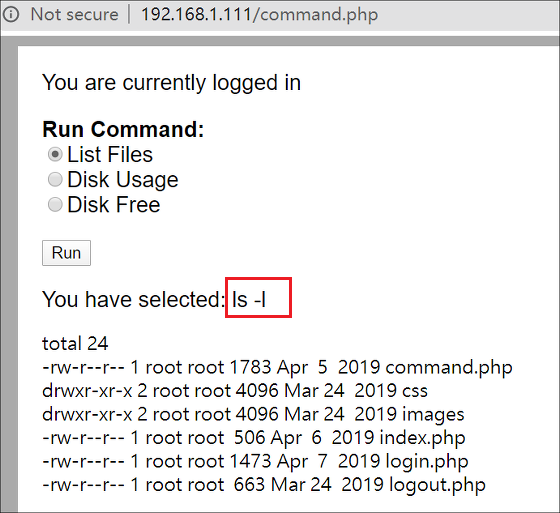 Not secure | 192.168.1.111/command.php
You are currently logged in
Run Command:
List Files
Disk Usage
Disk Free
Run
You have selected: ls -l
total 24
-rw-r--r-- 1 root root 1783 Apr  5  2019 command.php
drwxr-xr-x 2 root root 4096 Mar 24  2019 css
drwxr-xr-x 2 root root 4096 Mar 24  2019 images
-rw-r--r-- 1 root root  506 Apr  6  2019 index.php
-rw-r--r-- 1 root root 1473 Apr  7  2019 login.php
-rw-r--r-- 1 root root  663 Mar 24  2019 logout.php